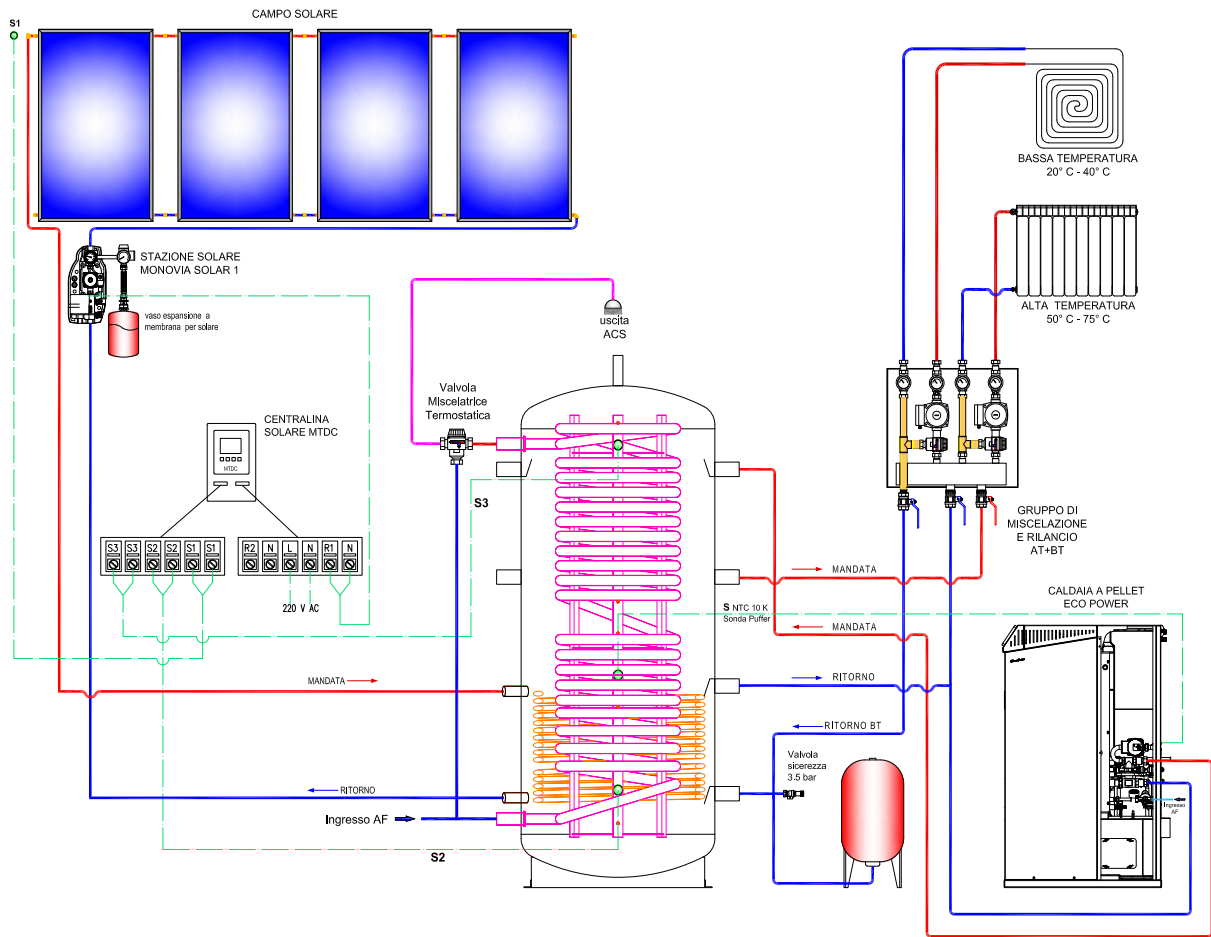 CAMPO SOLARE
S1
BASSA TEMPERATURA
20° C - 40° C
STAZIONE SOLARE
MONOVIA SOLAR 1
vaso espansione a
membrana per solare
ALTA TEMPERATURA
50° C - 75° C
uscita
ACS
Valvola
MIscelatrIce
Termostatica
CENTRALINA
SOLARE MTDC
MTDC
S3
S3 S3 S2 S2 S1 S1
R2 N L N R1 N
220 V AC
GRUPPO DI
MISCELAZIONE
E RILANCIO
AT+BT
MANDATA
CALDAIA A PELLET
ECO POWER
S NTC 10 K
Sonda Puffer
MANDATA
MANDATA
RITORNO
RITORNO BT
Valvola
sicerezza
3.5 bar
RITORNO
Ingresso AF
Ingresso
AF
S2